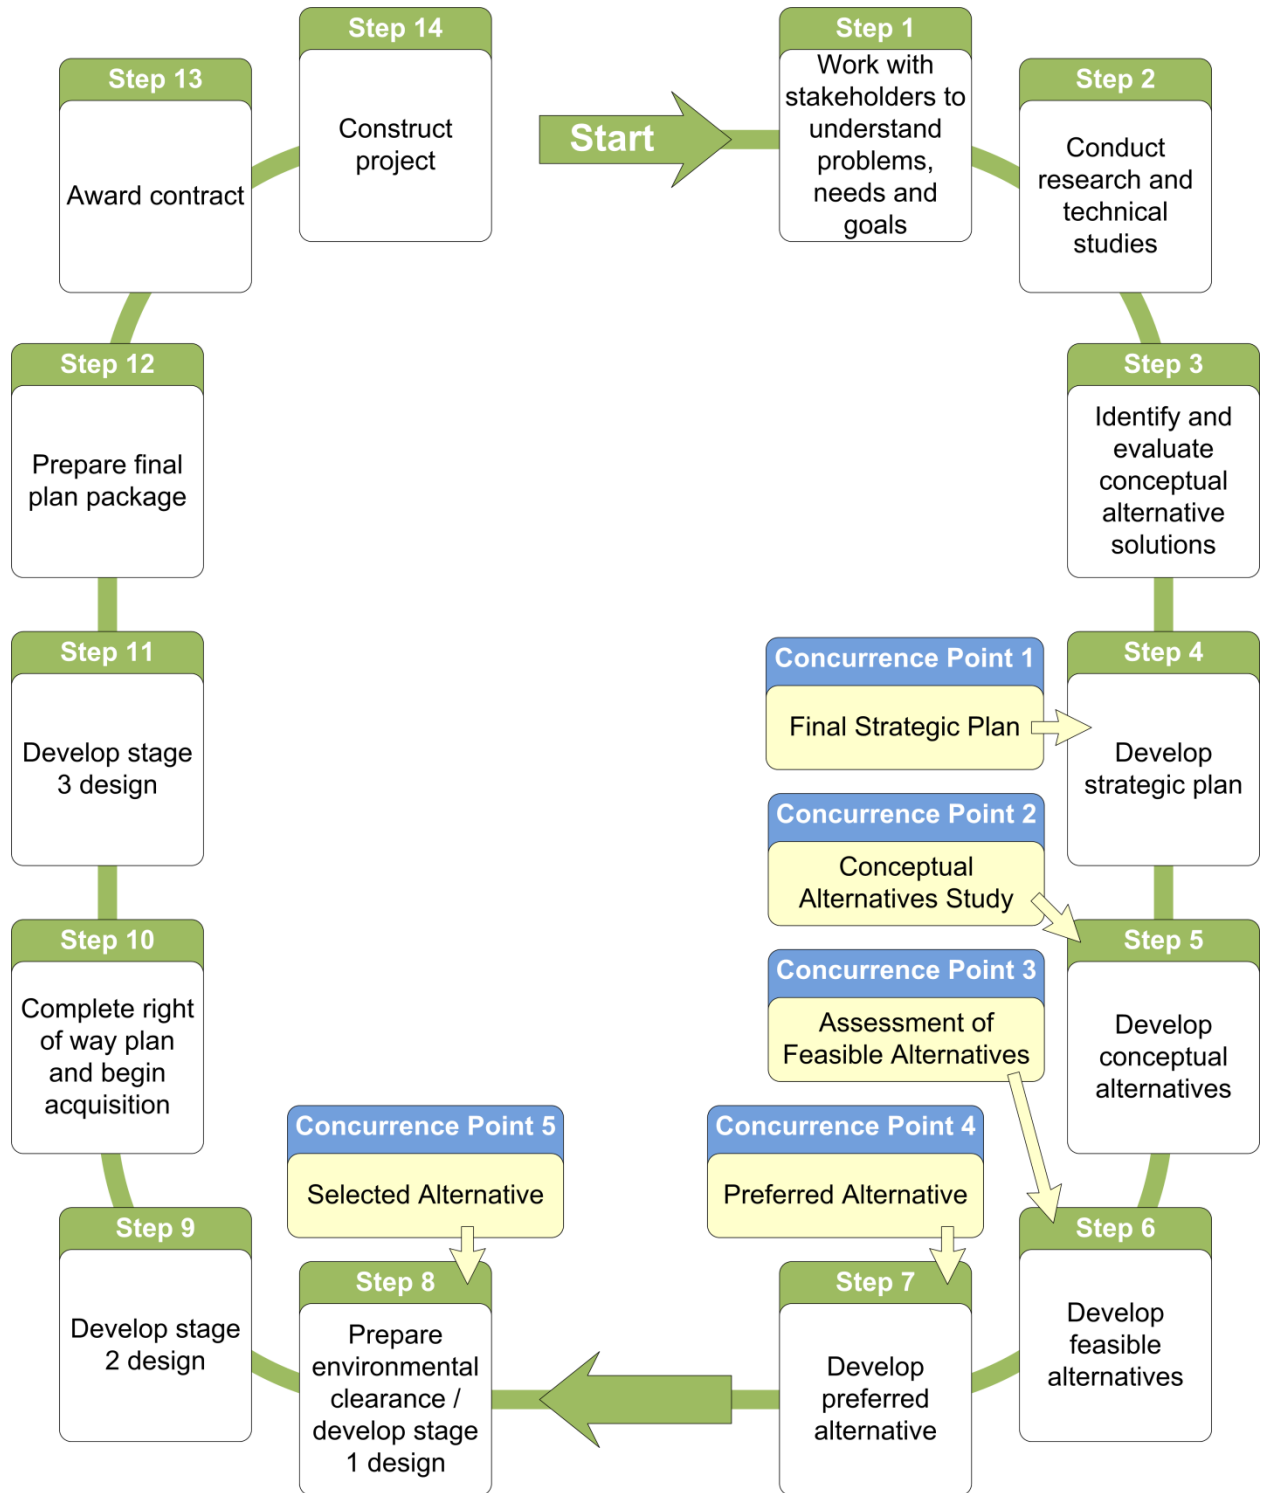 Start
Step 1
Work with
stakeholders to
understand
problems,
needs and
goals
Step 2
Conduct
research and
technical
studies
Step 3
Identify and
evaluate
conceptual
alternative
solutions
Step 4
Develop
strategic plan
Concurrence Point 1
Final Strategic Plan
Step 5
Develop
conceptual
alternatives
Concurrence Point 2
Conceptual
Alternatives Study
Step 6
Develop
feasible
alternatives
Concurrence Point 3
Assessment of
Feasible Alternatives
Step 7
Develop
preferred
alternative
Concurrence Point 4
Preferred Alternative
Step 8
Prepare
environmental
clearance /
develop stage
1 design
Concurrence Point 5
Selected Alternative
Step 9
Develop stage
2 design
Step 10
Complete right
of way plan
and begin
acquisition
Step 11
Develop stage
3 design
Step 12
Prepare final
plan package
Step 13
Award contract
Step 14
Construct
project